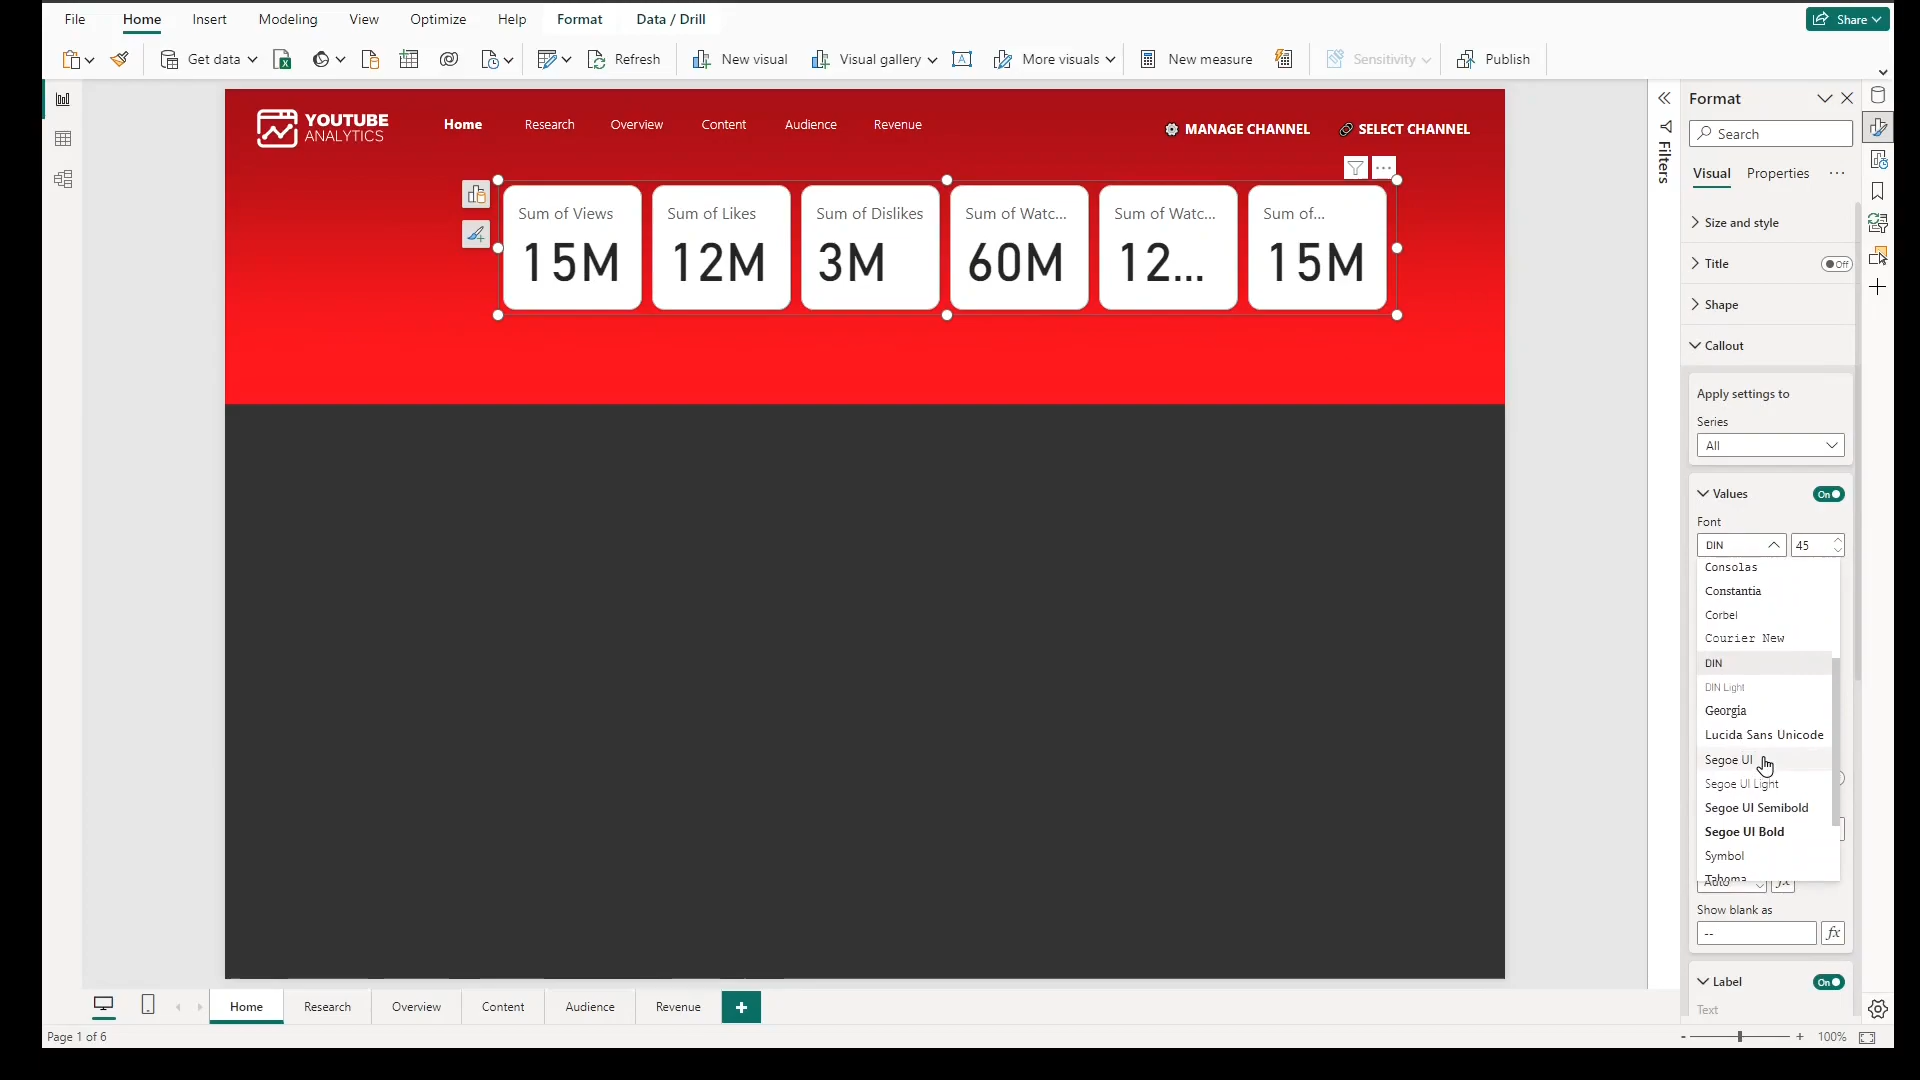 File Home Insert Modeling View Optimize Help Format Data / Drill Share
Get data Refresh New visual Visual gallery More visuals New measure Sensitivity Publish
YOUTUBE
ANALYTICS
Home Research Overview Content Audience Revenue
MANAGE CHANNEL SELECT CHANNEL
Sum of Views Sum of Likes Sum of Dislikes Sum of Watc... Sum of Watc... Sum of...
15M 12M 3M 60M 12... 15M
Filters
Format
Search
Visual Properties
Size and style
Title Off
Shape
Callout
Apply settings to
Series
All
Values On
Font
DIN 45
Consolas
Constantia
Corbel
Courier New
DIN
DIN Light
Georgia
Lucida Sans Unicode
Segoe UI
Segoe UI Light
Segoe UI Semibold
Segoe UI Bold
Symbol
Tahoma
Auto fx
Show blank as
-- fx
Label On
Text
Home Research Overview Content Audience Revenue +
Page 1 of 6
- + 100%